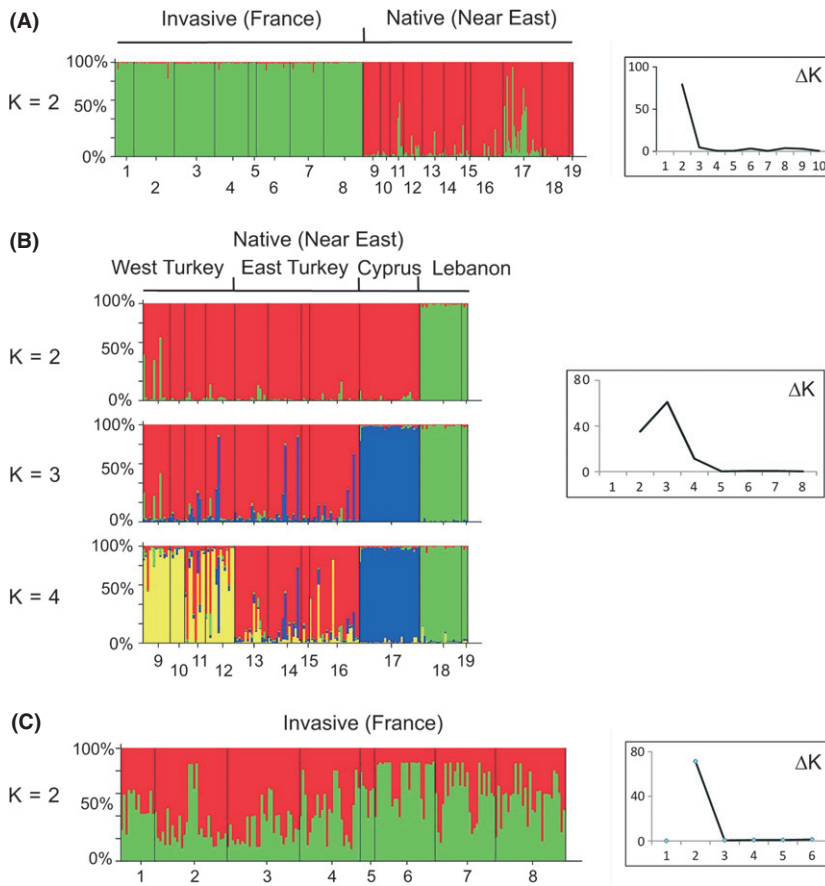 (A)
Invasive (France) Native (Near East)
K = 2
100%
50%
0%
1 3 5 7 9 11 13 15 17 19
2 4 6 8 10 12 14 16 18
ΔK
100
50
0
1 2 3 4 5 6 7 8 9 10
(B)
Native (Near East)
West Turkey East Turkey Cyprus Lebanon
K = 2
100%
50%
0%
K = 3
100%
50%
0%
K = 4
100%
50%
0%
9 11 13 15 17 19
10 12 14 16 18
ΔK
80
40
0
1 2 3 4 5 6 7 8
(C)
Invasive (France)
K = 2
100%
50%
0%
1 3 5 7
2 4 6 8
ΔK
80
40
0
1 2 3 4 5 6